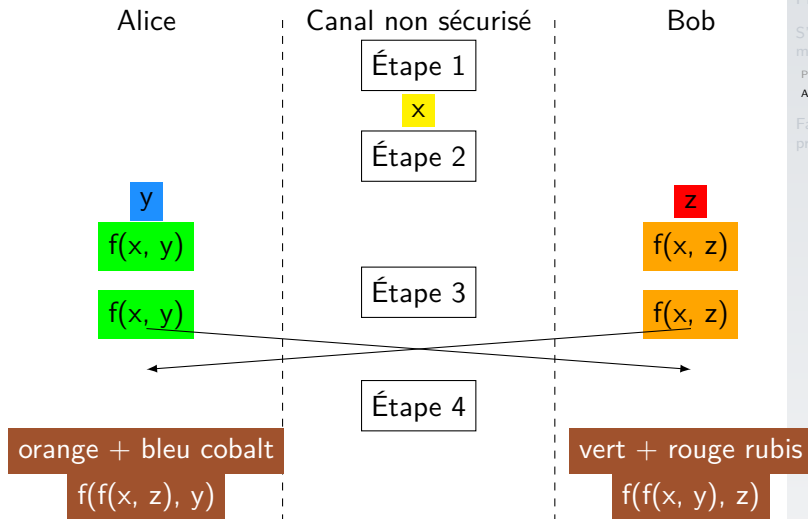 Alice Canal non sécurisé Bob
Étape 1
x
Étape 2
y z
f(x, y) f(x, z)
f(x, y) Étape 3 f(x, z)
Étape 4
orange + bleu cobalt vert + rouge rubis
f(f(x, z), y) f(f(x, y), z)